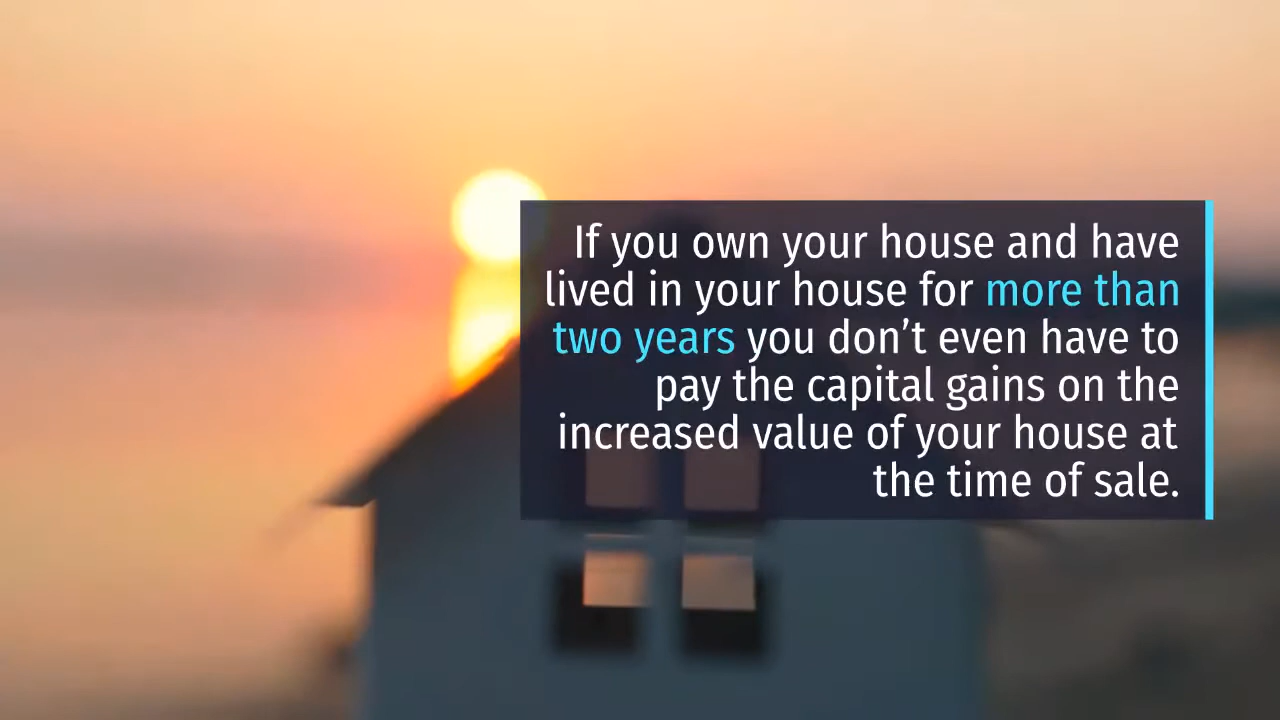 If you own your house and have
lived in your house for more than
two years you don’t even have to
pay the capital gains on the
increased value of your house at
the time of sale.